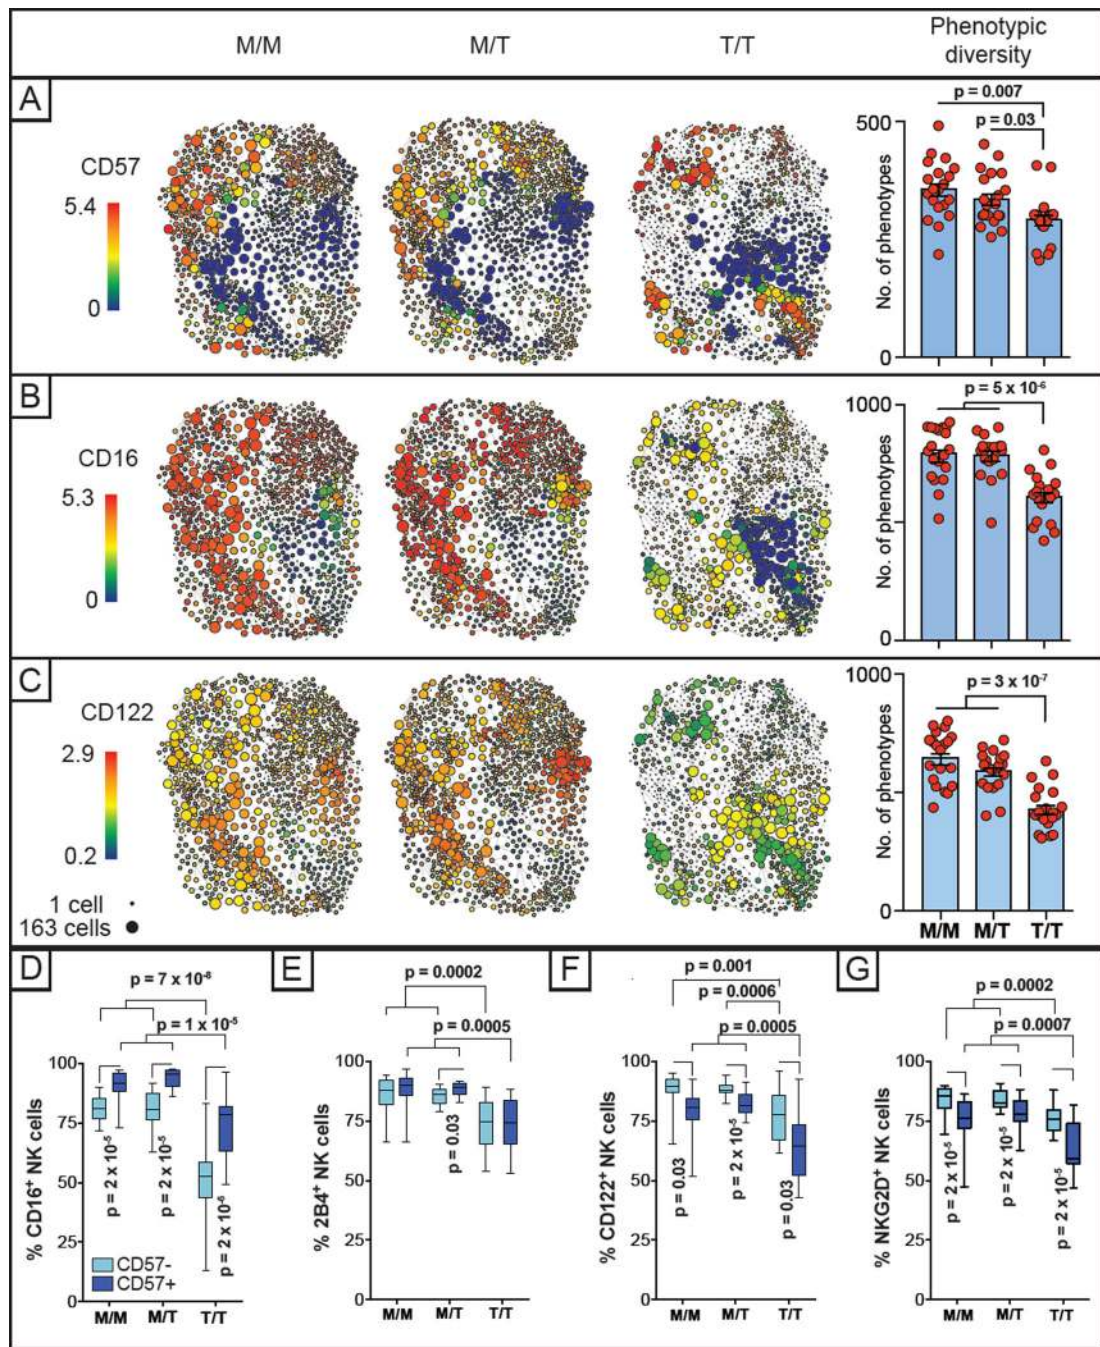 M/M M/T T/T Phenotypic
diversity
A
CD57
5.4
0
p = 0.007
p = 0.03
500
0
No. of phenotypes
B
CD16
5.3
0
p = 5 x 10⁻⁶
1000
0
No. of phenotypes
C
CD122
2.9
0.2
1 cell
163 cells
p = 3 x 10⁻⁷
1000
0
No. of phenotypes
M/M M/T T/T
D
p = 7 x 10⁻⁸
p = 1 x 10⁻⁵
100
75
50
25
0
% CD16⁺ NK cells
p = 2 x 10⁻⁵
p = 2 x 10⁻⁵
p = 2 x 10⁻⁶
CD57-
CD57+
M/M M/T T/T
E
p = 0.0002
p = 0.0005
100
75
50
25
0
% 2B4⁺ NK cells
p = 0.03
M/M M/T T/T
F
p = 0.001
p = 0.0006
p = 0.0005
100
75
50
25
0
% CD122⁺ NK cells
p = 0.03
p = 2 x 10⁻⁵
p = 0.03
M/M M/T T/T
G
p = 0.0002
p = 0.0007
100
75
50
25
0
% NKG2D⁺ NK cells
p = 2 x 10⁻⁵
p = 2 x 10⁻⁵
p = 2 x 10⁻⁵
M/M M/T T/T